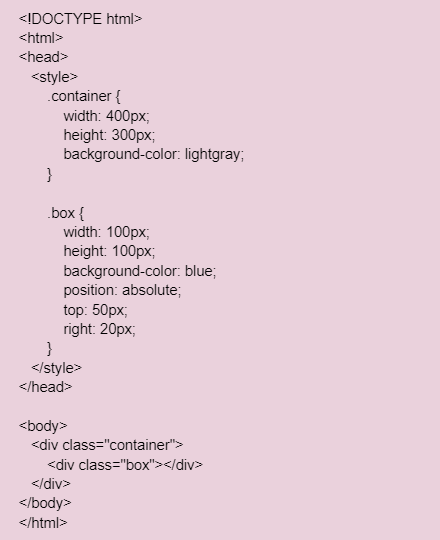 <!DOCTYPE html>
<html>
<head>
<style>
.container {
width: 400px;
height: 300px;
background-color: lightgray;
}
.box {
width: 100px;
height: 100px;
background-color: blue;
position: absolute;
top: 50px;
right: 20px;
}
</style>
</head>
<body>
<div class="container">
<div class="box"></div>
</div>
</body>
</html>